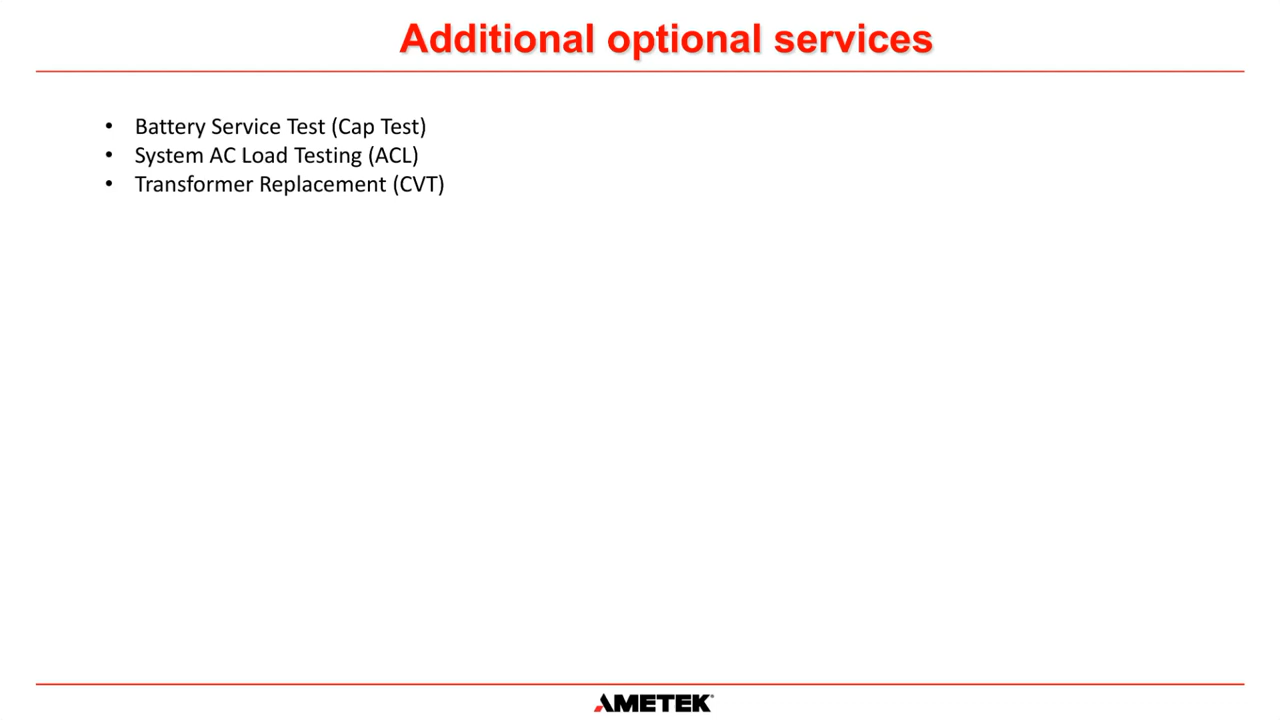 Additional optional services
• Battery Service Test (Cap Test)
• System AC Load Testing (ACL)
• Transformer Replacement (CVT)
AMETEK®